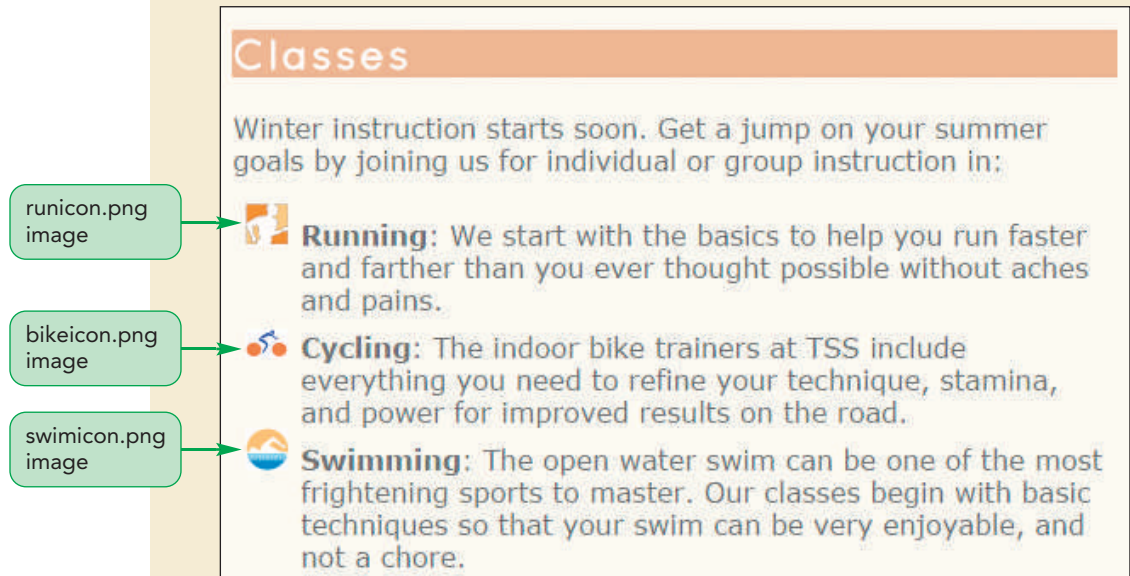 Classes
Winter instruction starts soon. Get a jump on your summer
goals by joining us for individual or group instruction in:
runicon.png
image
Running: We start with the basics to help you run faster
and farther than you ever thought possible without aches
and pains.
bikeicon.png
image
Cycling: The indoor bike trainers at TSS include
everything you need to refine your technique, stamina,
and power for improved results on the road.
swimicon.png
image
Swimming: The open water swim can be one of the most
frightening sports to master. Our classes begin with basic
techniques so that your swim can be very enjoyable, and
not a chore.